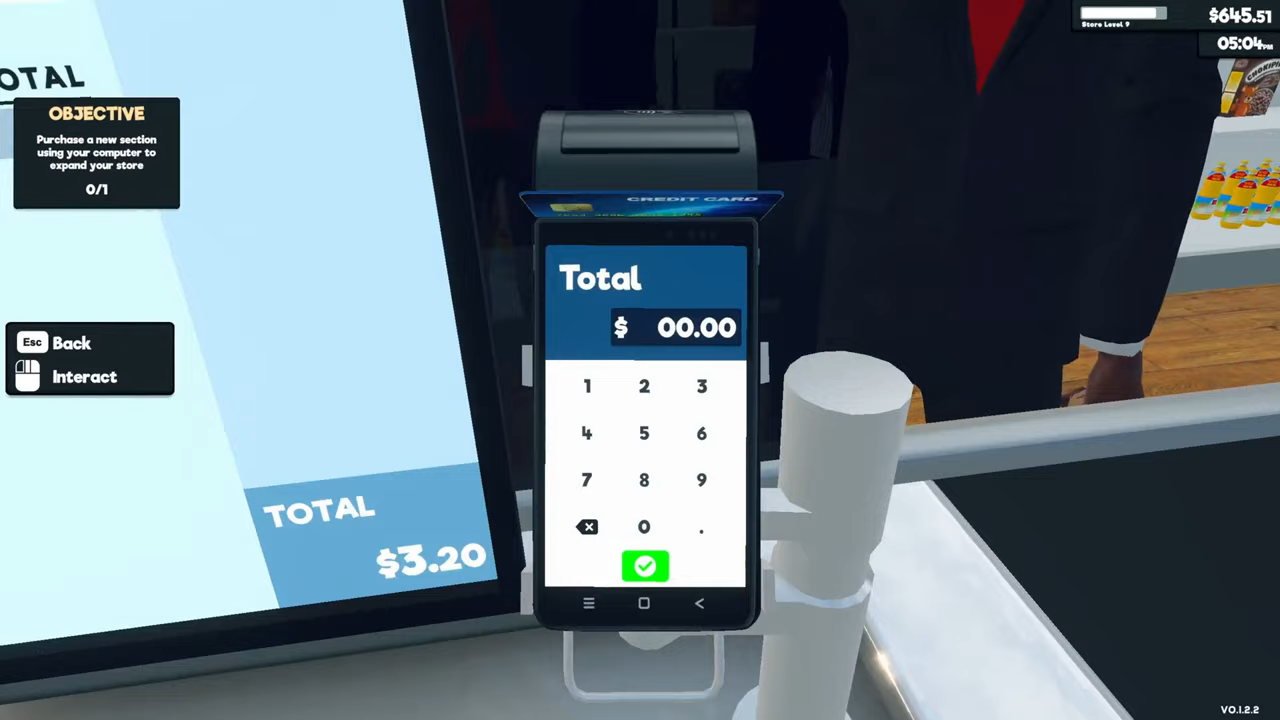 $645.51
Store Level 9
05:04PM
OTAL
OBJECTIVE
Purchase a new section
using your computer to
expand your store
0/1
CREDIT CARD
Total
$ 00.00
Esc Back
Interact
1 2 3
4 5 6
7 8 9
0 .
TOTAL
$3.20
V0.1.2.2